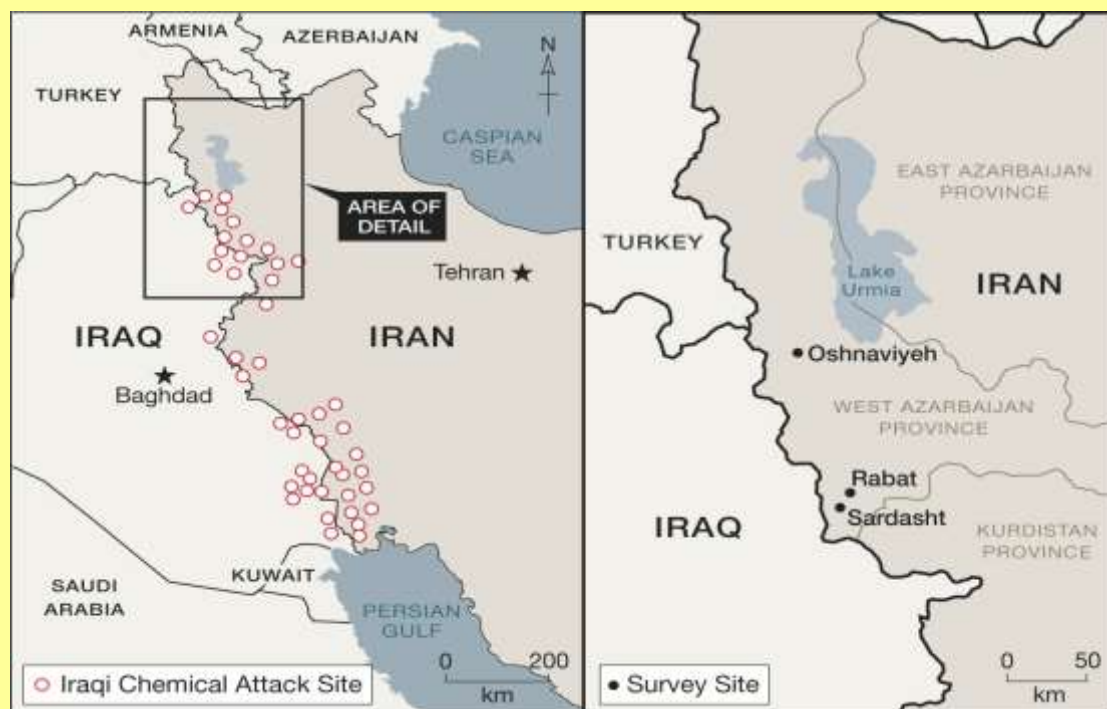 ARMENIA
AZERBAIJAN
N
TURKEY
CASPIAN
SEA
AREA OF
DETAIL
Tehran
IRAQ
IRAN
Baghdad
SAUDI
ARABIA
KUWAIT
PERSIAN
GULF
0 200
km
Iraqi Chemical Attack Site
EAST AZARBAIJAN
PROVINCE
TURKEY
Lake
Urmia
IRAN
Oshnaviyeh
WEST AZARBAIJAN
PROVINCE
Rabat
Sardasht
IRAQ
KURDISTAN
PROVINCE
0 50
km
Survey Site